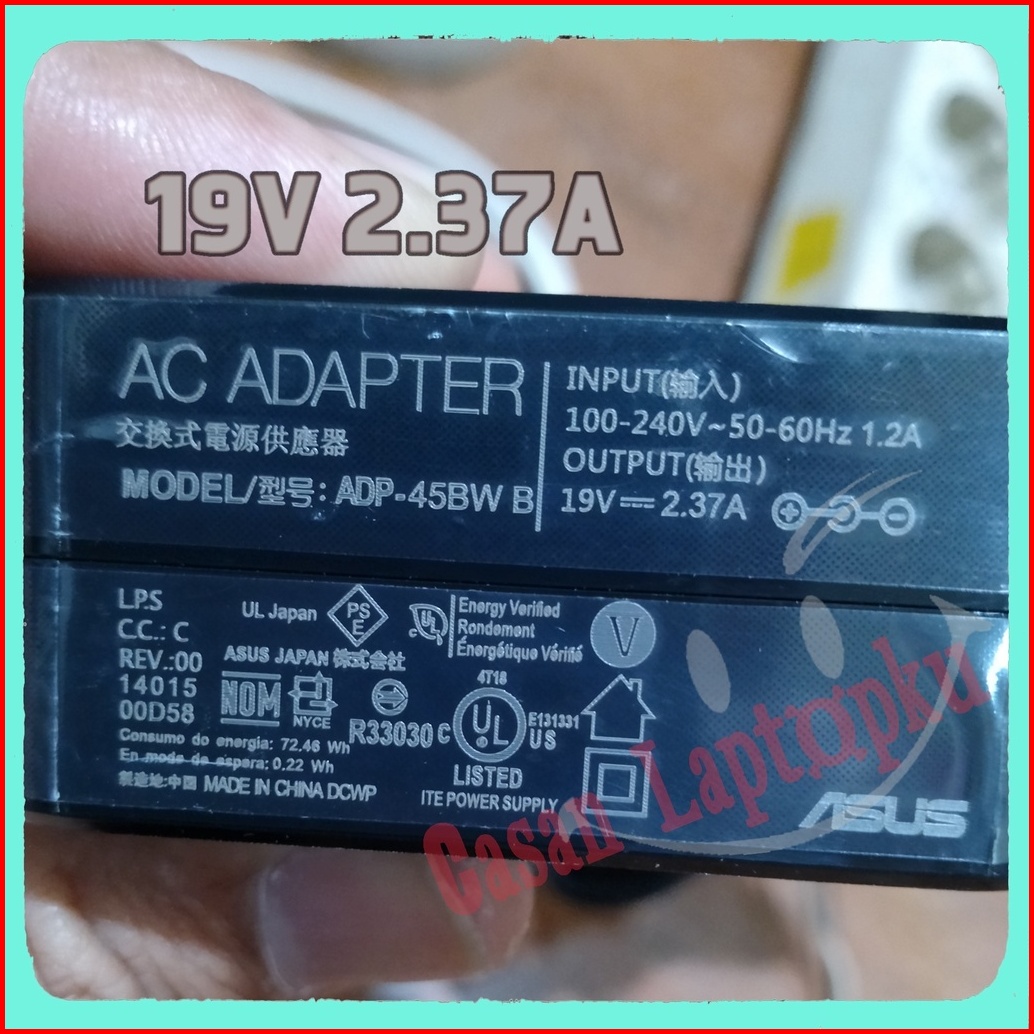 19V 2.37A
AC ADAPTER
交換式電源供應器
MODEL/型号: ADP-45BW B
INPUT(输入)
100-240V~50-60Hz 1.2A
OUTPUT(输出)
19V⎓2.37A
L.P.S
C.C.: C
REV.:00
14015
00D58
UL Japan
PS
E
c UL
Energy Verified
Rendement
Énergétique Vérifié
V
ASUS JAPAN 株式会社
NOM
NYCE
R33030
4T18
c UL US
E131331
LISTED
ITE POWER SUPPLY
Consumo do energia: 72.46 Wh
En modo de espera: 0.22 Wh
製造地:中国 MADE IN CHINA DCWP
ASUS
Casan Laptopku